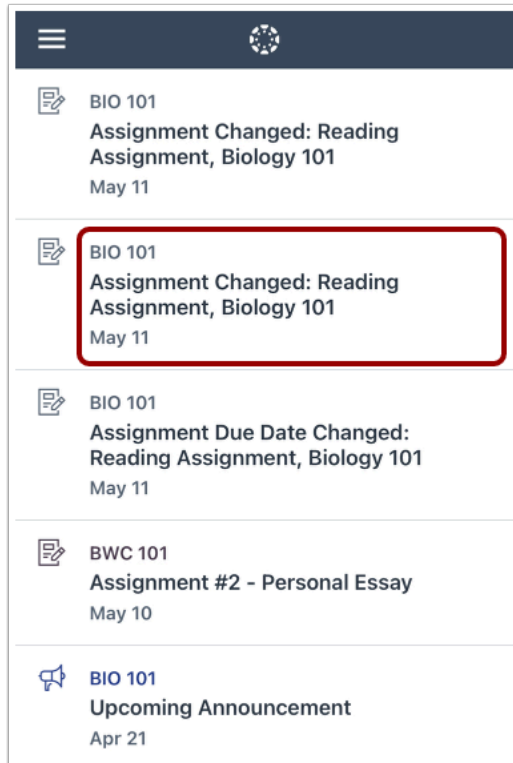 BIO 101
Assignment Changed: Reading
Assignment, Biology 101
May 11
BIO 101
Assignment Changed: Reading
Assignment, Biology 101
May 11
BIO 101
Assignment Due Date Changed:
Reading Assignment, Biology 101
May 11
BWC 101
Assignment #2 - Personal Essay
May 10
BIO 101
Upcoming Announcement
Apr 21